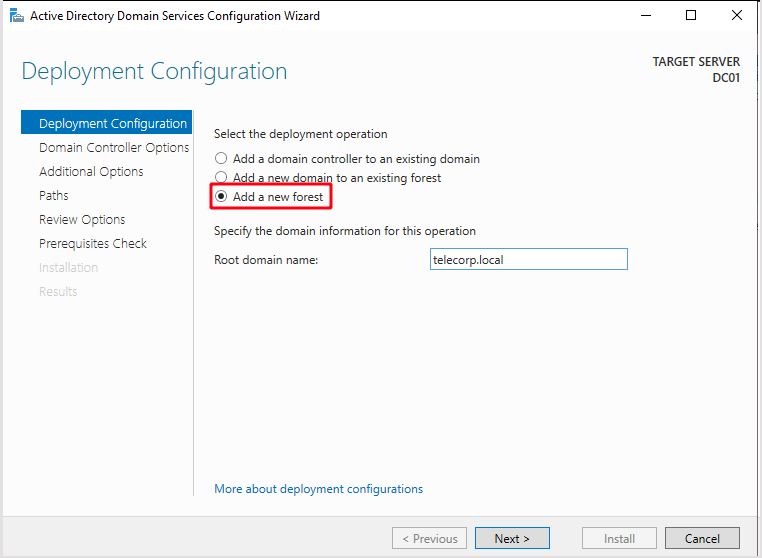 Active Directory Domain Services Configuration Wizard
Deployment Configuration
TARGET SERVER
DC01
Deployment Configuration
Domain Controller Options
Additional Options
Paths
Review Options
Prerequisites Check
Installation
Results
Select the deployment operation
Add a domain controller to an existing domain
Add a new domain to an existing forest
Add a new forest
Specify the domain information for this operation
Root domain name: telecorp.local
More about deployment configurations
< Previous Next > Install Cancel